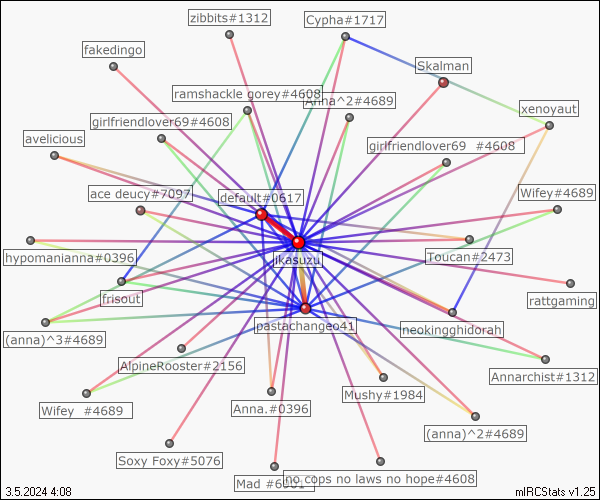 zibbits#1312
Cypha#1717
fakedingo
Skalman
ramshackle gorey#4608
Anna^2#4689
xenoyaut
girlfriendlover69#4608
avelicious
girlfriendlover69 #4608
ace deucy#7097
default#0617
Wifey#4689
hypomanianna#0396
ikasuzu
Toucan#2473
frisout
rattgaming
pastachangeo41
neokingghidorah
(anna)^3#4689
AlpineRooster#2156
Annarchist#1312
Mushy#1984
Wifey #4689
Anna.#0396
(anna)^2#4689
Soxy Foxy#5076
no cops no laws no hope#4608
Mad
3.5.2024 4:08
mIRCStats v1.25